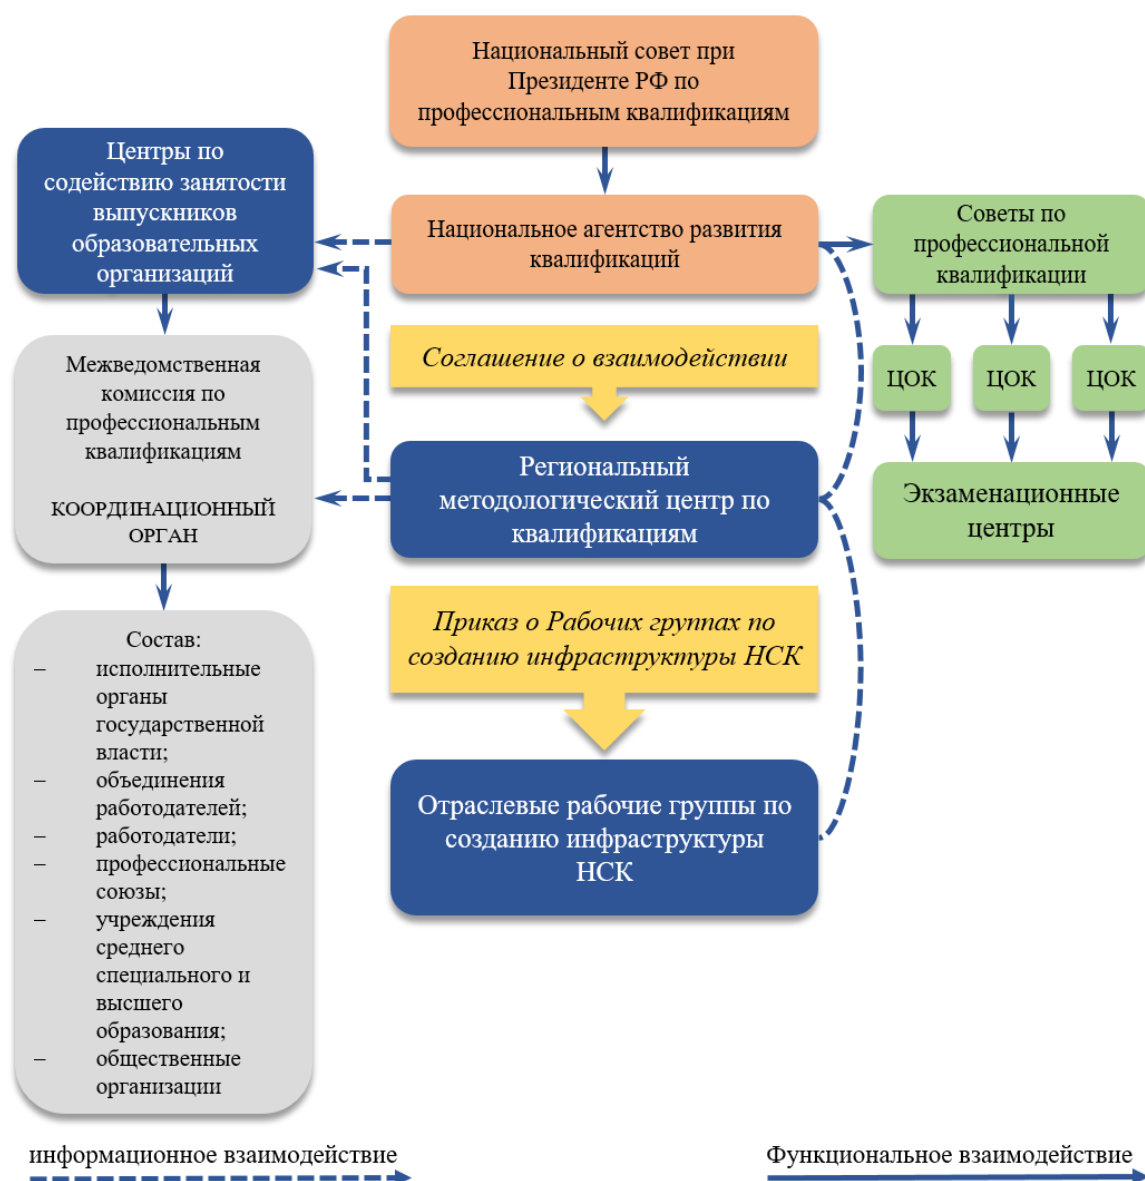 Национальный совет при
Президенте РФ по
профессиональным квалификациям
Центры по
содействию занятости
выпускников
образовательных
организаций
Национальное агентство развития
квалификаций
Советы по
профессиональной
квалификации
Соглашение о взаимодействии
ЦОК
ЦОК
ЦОК
Межведомственная
комиссия по
профессиональным
квалификациям
КООРДИНАЦИОННЫЙ
ОРГАН
Региональный
методологический центр по
квалификациям
Экзаменационные
центры
Приказ о Рабочих группах по
созданию инфраструктуры НСК
Состав:
– исполнительные
органы
государственной
власти;
– объединения
работодателей;
– работодатели;
– профессиональные
союзы;
– учреждения
среднего
специального и
высшего
образования;
– общественные
организации
Отраслевые рабочие группы по
созданию инфраструктуры
НСК
информационное взаимодействие
Функциональное взаимодействие